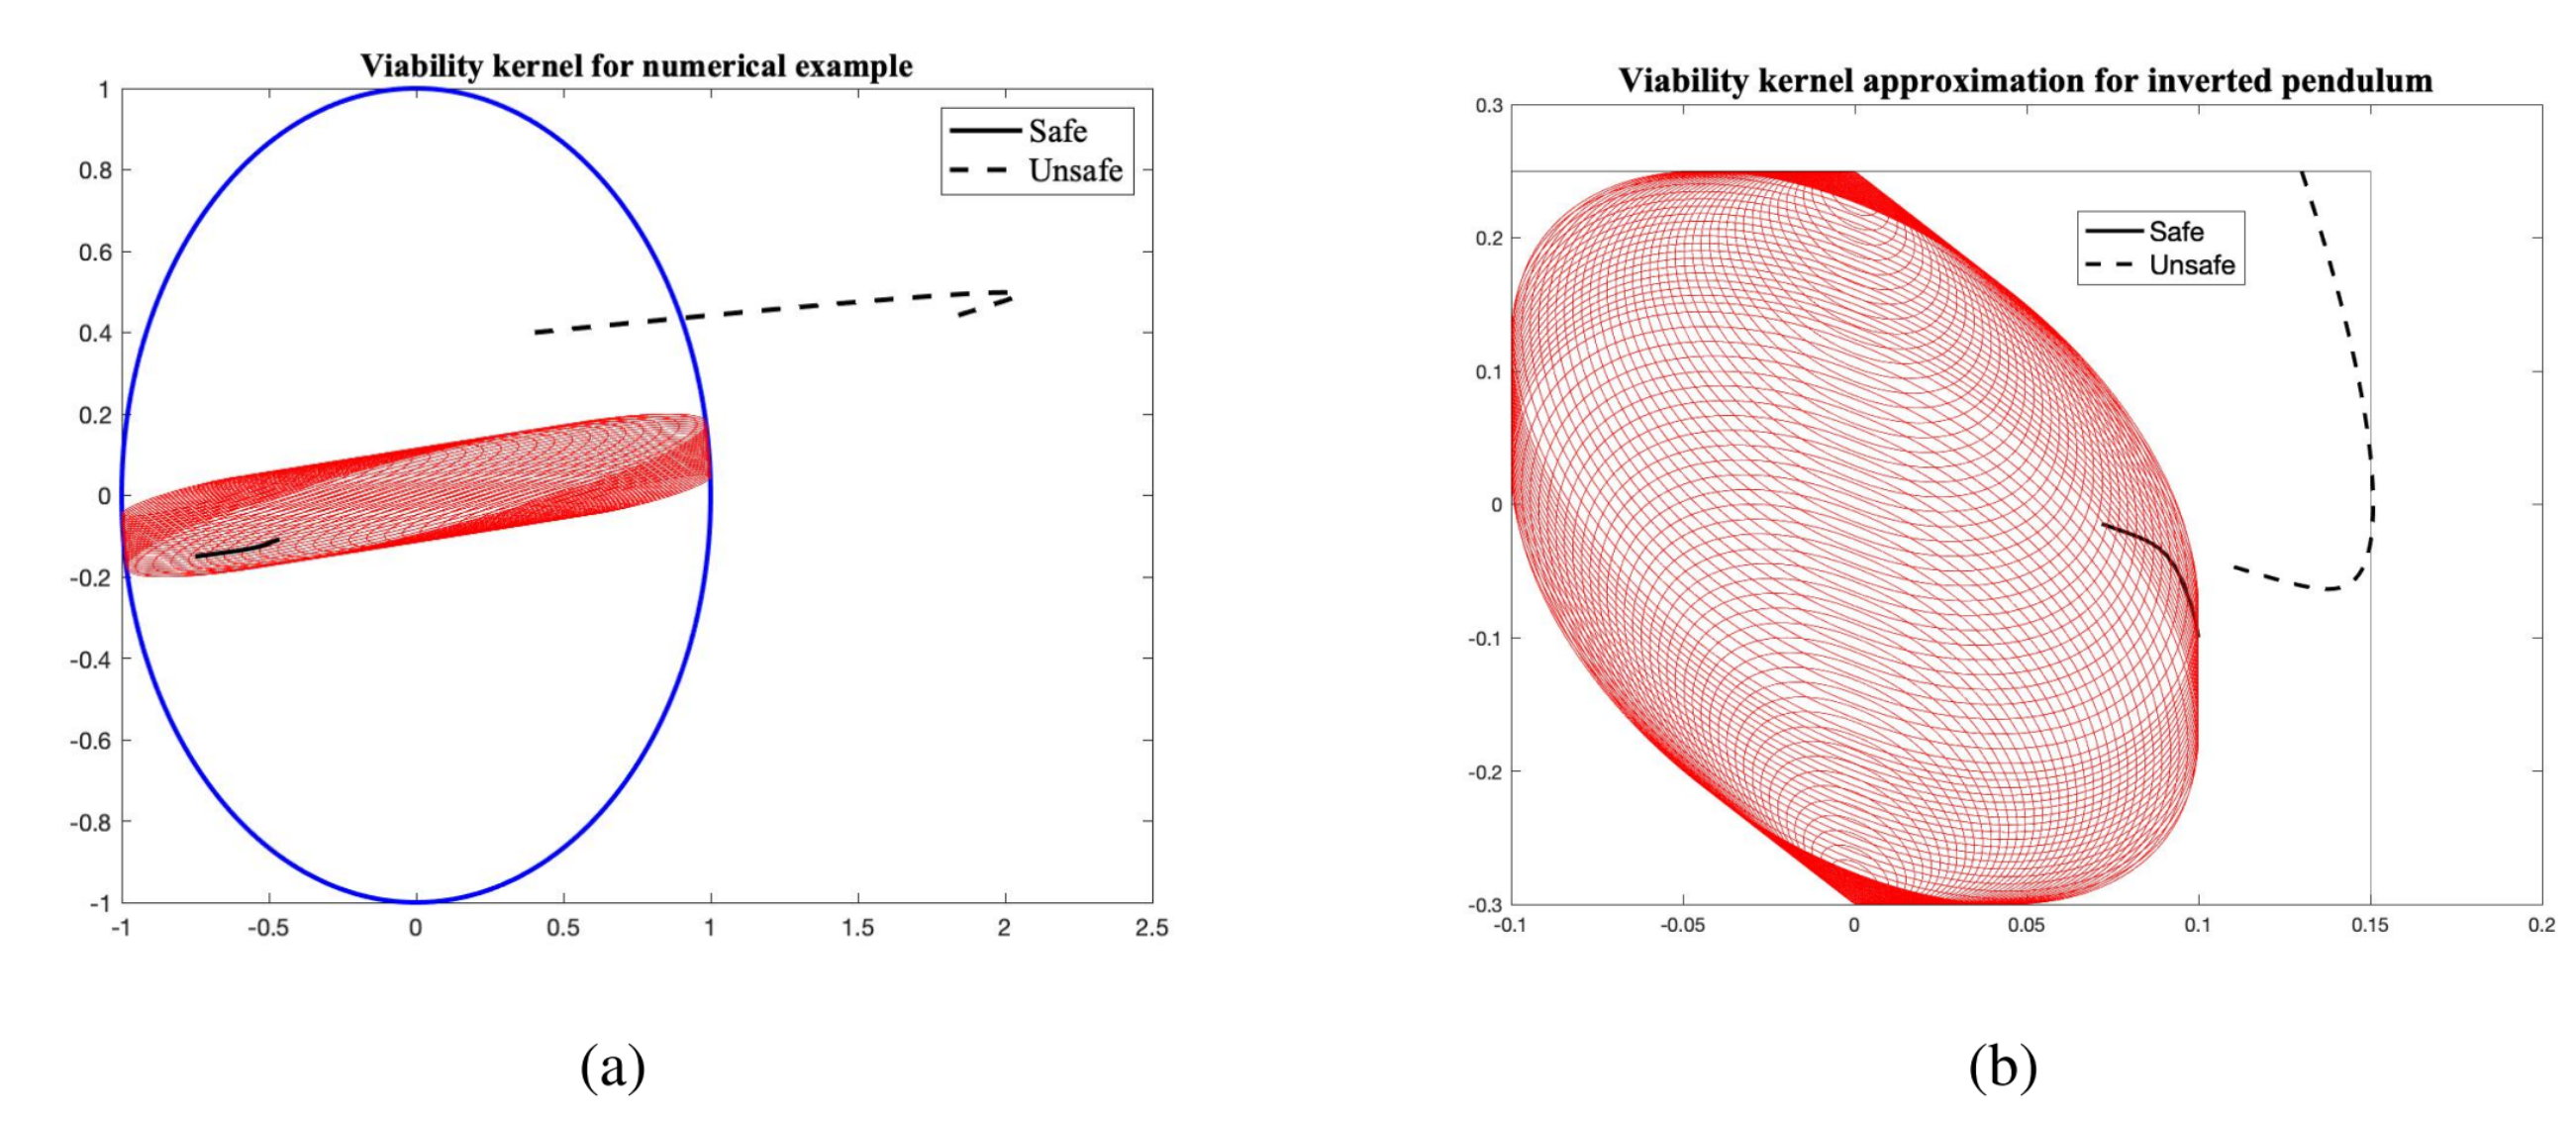 Viability kernel for numerical example
1
0.8
0.6
0.4
0.2
0
-0.2
-0.4
-0.6
-0.8
-1
-1 -0.5 0 0.5 1 1.5 2 2.5
Safe
Unsafe
(a)
Viability kernel approximation for inverted pendulum
0.3
0.2
0.1
0
-0.1
-0.2
-0.3
-0.1 -0.05 0 0.05 0.1 0.15 0.2
Safe
Unsafe
(b)